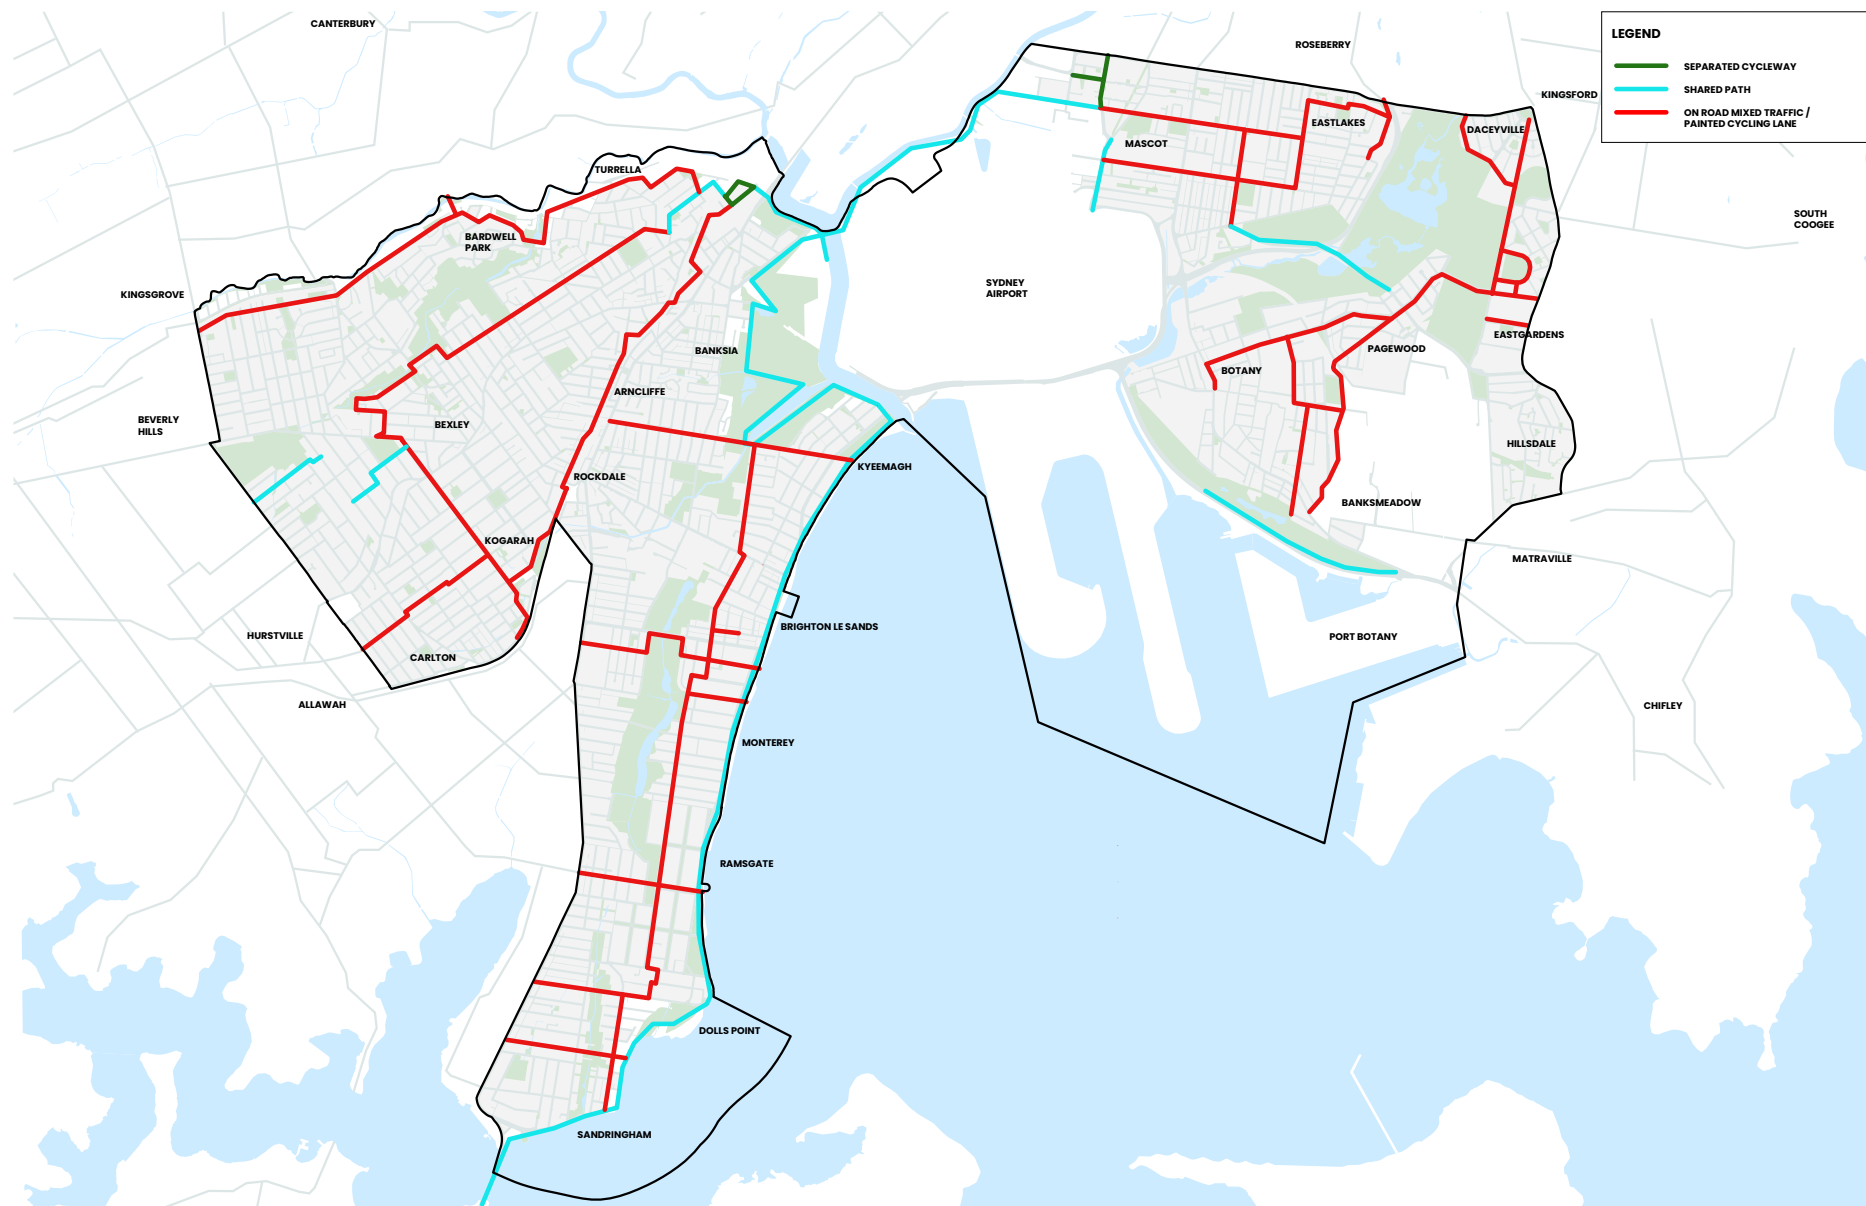 CANTERBURY
ROSEBERRY
LEGEND
SEPARATED CYCLEWAY
SHARED PATH
ON ROAD MIXED TRAFFIC /
PAINTED CYCLING LANE
KINGSFORD
EASTLAKES
DACEYVILLE
MASCOT
TURRELLA
SOUTH
COOGEE
BARDWELL
PARK
KINGSGROVE
SYDNEY
AIRPORT
EASTGARDENS
BANKSIA
PAGEWOOD
BOTANY
ARNCLIFFE
BEVERLY
HILLS
BEXLEY
HILLSDALE
KYEEMAGH
ROCKDALE
BANKSMEADOW
KOGARAH
MATRAVILLE
BRIGHTON LE SANDS
HURSTVILLE
PORT BOTANY
CARLTON
ALLAWAH
CHIFLEY
MONTEREY
RAMSGATE
DOLLS POINT
SANDRINGHAM